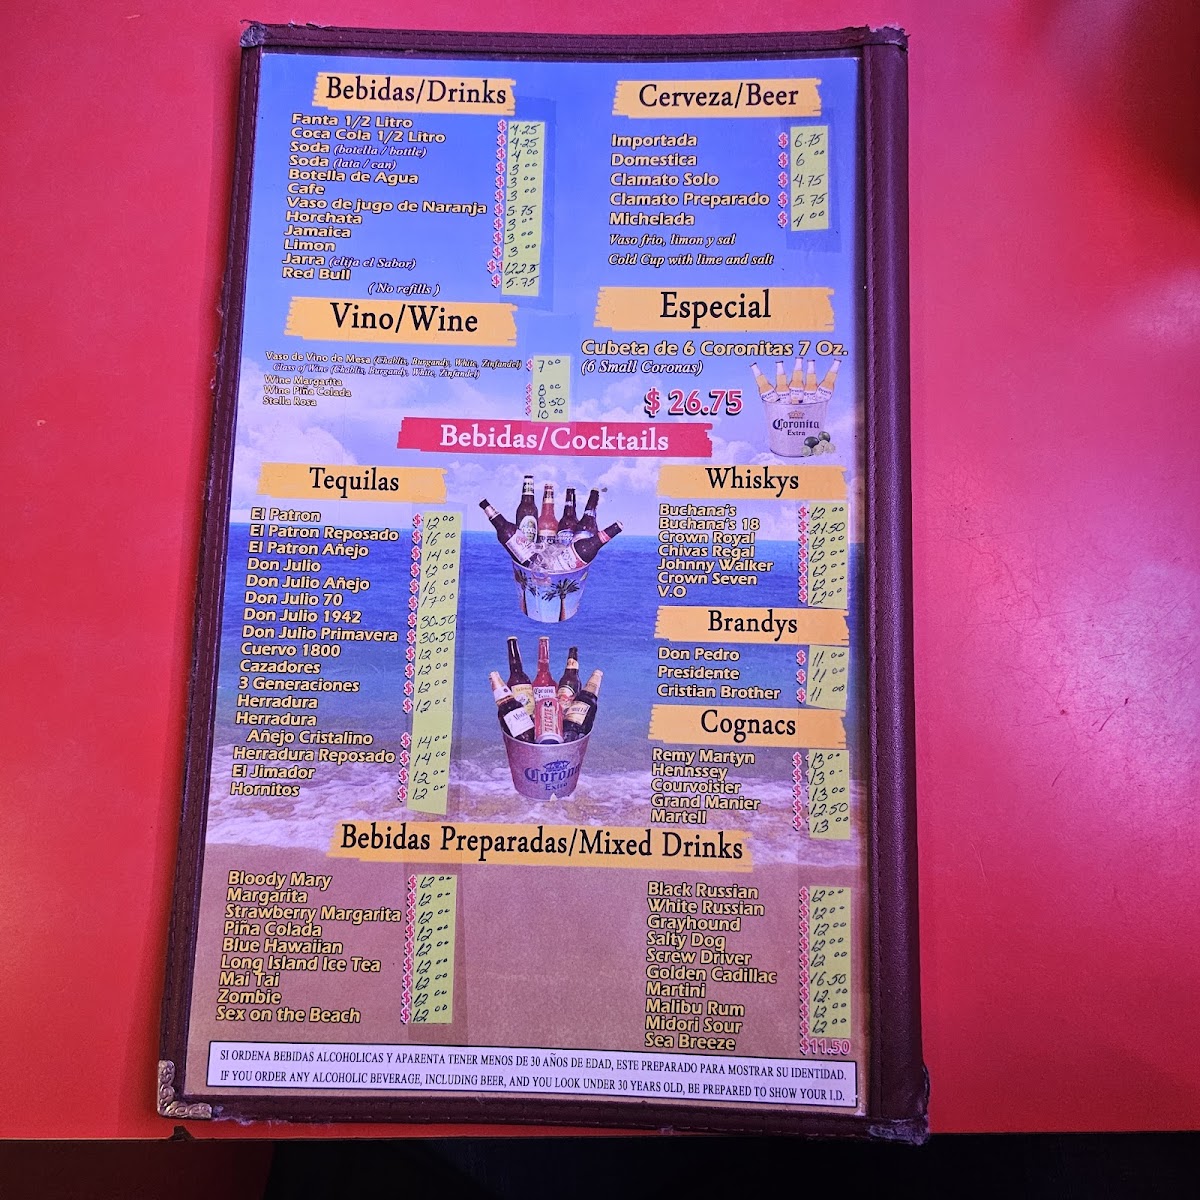 Bebidas/Drinks
Fanta 1/2 Litro $ 4.25
Coca Cola 1/2 Litro $ 4.25
Soda (botella / bottle) $ 4.00
Soda (lata / can) $ 3.00
Botella de Agua $ 3.00
Cafe $ 3.00
Vaso de jugo de Naranja $ 5.75
Horchata $ 3.00
Jamaica $ 3.00
Limon $ 3.00
Jarra (elija el Sabor) $ 12.25
Red Bull $ 5.75
( No refills )
Vino/Wine
Vaso de Vino de Mesa (Chablis, Burgandy, White, Zinfandel) $ 7.00
Glass of Wine (Chablis, Burgandy, White, Zinfandel)
Wine Margarita $ 8.00
Wine Piña Colada $ 8.50
Stella Rosa $ 10.00
Cerveza/Beer
Importada $ 6.75
Domestica $ 6.00
Clamato Solo $ 4.75
Clamato Preparado $ 5.75
Michelada $ 4.00
Vaso frio, limon y sal
Cold Cup with lime and salt
Especial
Cubeta de 6 Coronitas 7 Oz.
(6 Small Coronas)
$ 26.75
Coronita
Extra
Bebidas/Cocktails
Tequilas
El Patron $ 12.00
El Patron Reposado $ 16.00
El Patron Añejo $ 14.00
Don Julio $ 12.00
Don Julio Añejo $ 16.00
Don Julio 70 $ 17.00
Don Julio 1942 $ 30.50
Don Julio Primavera $ 30.50
Cuervo 1800 $ 12.00
Cazadores $ 12.00
3 Generaciones $ 12.00
Herradura $ 12.00
Herradura
Añejo Cristalino $ 14.00
Herradura Reposado $ 14.00
El Jimador $ 12.00
Hornitos $ 12.00
Corona
Extra
Whiskys
Buchana's $ 12.00
Buchana's 18 $ 21.50
Crown Royal $ 12.00
Chivas Regal $ 12.00
Johnny Walker $ 12.00
Crown Seven $ 12.00
V.O $ 12.00
Brandys
Don Pedro $ 11.00
Presidente $ 11.00
Cristian Brother $ 11.00
Cognacs
Remy Martyn $ 13.00
Hennssey $ 13.00
Courvoisier $ 13.00
Grand Manier $ 12.50
Martell $ 13.00
Bebidas Preparadas/Mixed Drinks
Bloody Mary $ 12.00
Margarita $ 12.00
Strawberry Margarita $ 12.00
Piña Colada $ 12.00
Blue Hawaiian $ 12.00
Long Island Ice Tea $ 12.00
Mai Tai $ 12.00
Zombie $ 12.00
Sex on the Beach $ 12.00
Black Russian $ 12.00
White Russian $ 12.00
Grayhound $ 12.00
Salty Dog $ 12.00
Screw Driver $ 12.00
Golden Cadillac $ 16.50
Martini $ 12.00
Malibu Rum $ 12.00
Midori Sour $ 12.00
Sea Breeze $11.50
SI ORDENA BEBIDAS ALCOHOLICAS Y APARENTA TENER MENOS DE 30 AÑOS DE EDAD, ESTE PREPARADO PARA MOSTRAR SU IDENTIDAD.
IF YOU ORDER ANY ALCOHOLIC BEVERAGE, INCLUDING BEER, AND YOU LOOK UNDER 30 YEARS OLD, BE PREPARED TO SHOW YOUR I.D.